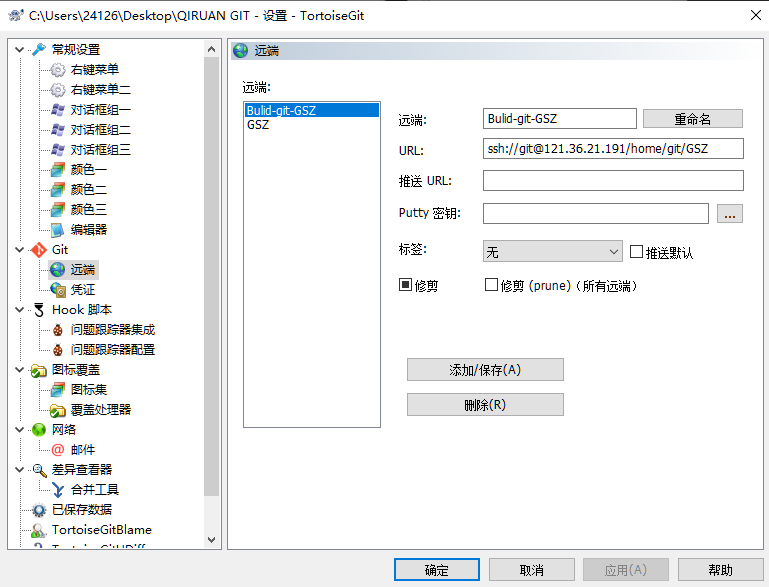 C:\Users\24126\Desktop\QIRUAN GIT - 设置 - TortoiseGit
常规设置
右键菜单
右键菜单二
对话框组一
对话框组二
对话框组三
颜色一
颜色二
颜色三
编辑器
Git
远端
凭证
Hook 脚本
问题跟踪器集成
问题跟踪器配置
图标覆盖
图标集
覆盖处理器
网络
邮件
差异查看器
合并工具
已保存数据
TortoiseGitBlame
远端
远端:
Bulid-git-GSZ
GSZ
远端: Bulid-git-GSZ 重命名
URL: ssh://git@121.36.21.191/home/git/GSZ
推送 URL:
Putty 密钥: ...
标签: 无 推送默认
修剪 修剪 (prune)（所有远端）
添加/保存(A)
删除(R)
确定 取消 应用(A) 帮助